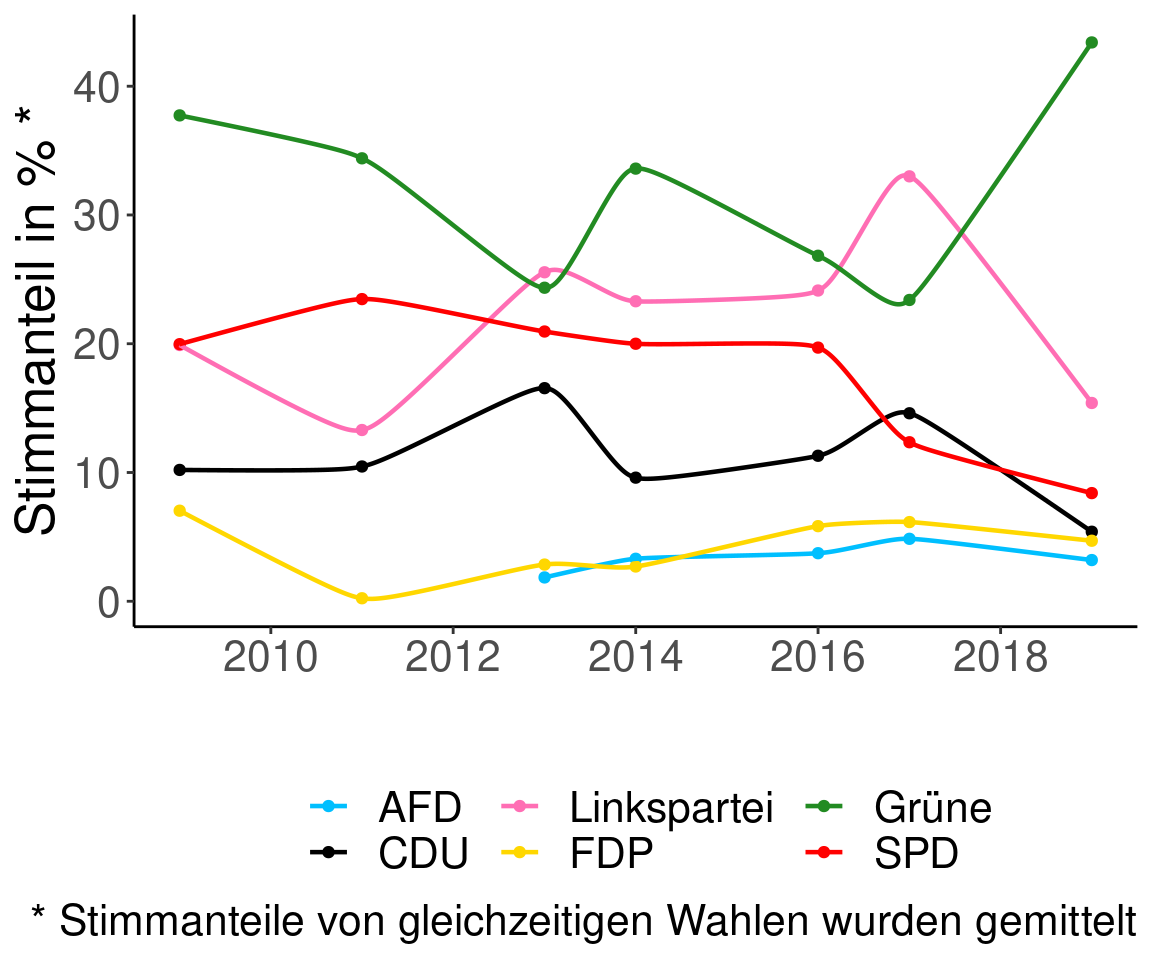 Stimmanteil in % *
40
30
20
10
0
2010 2012 2014 2016 2018
AFD Linkspartei Grüne
CDU FDP SPD
* Stimmanteile von gleichzeitigen Wahlen wurden gemittelt